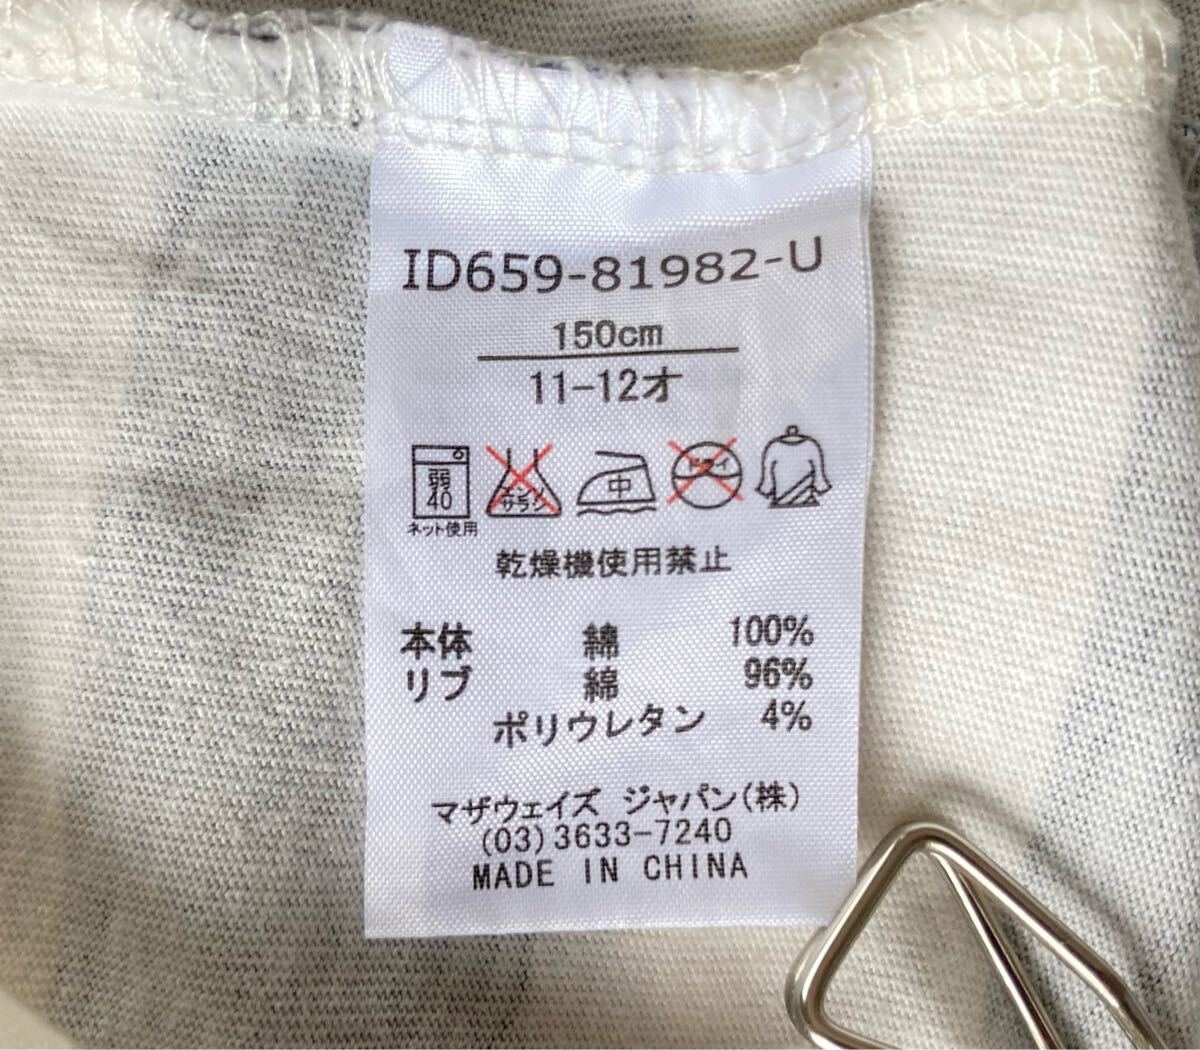 ID659-81982-U
150cm
11-12才
弱
40
ネット使用
エンソ
サラシ
中
ドライ
乾燥機使用禁止
本体 綿 100%
リブ 綿 96%
ポリウレタン 4%
マザウェイズ ジャパン(株)
(03)3633-7240
MADE IN CHINA